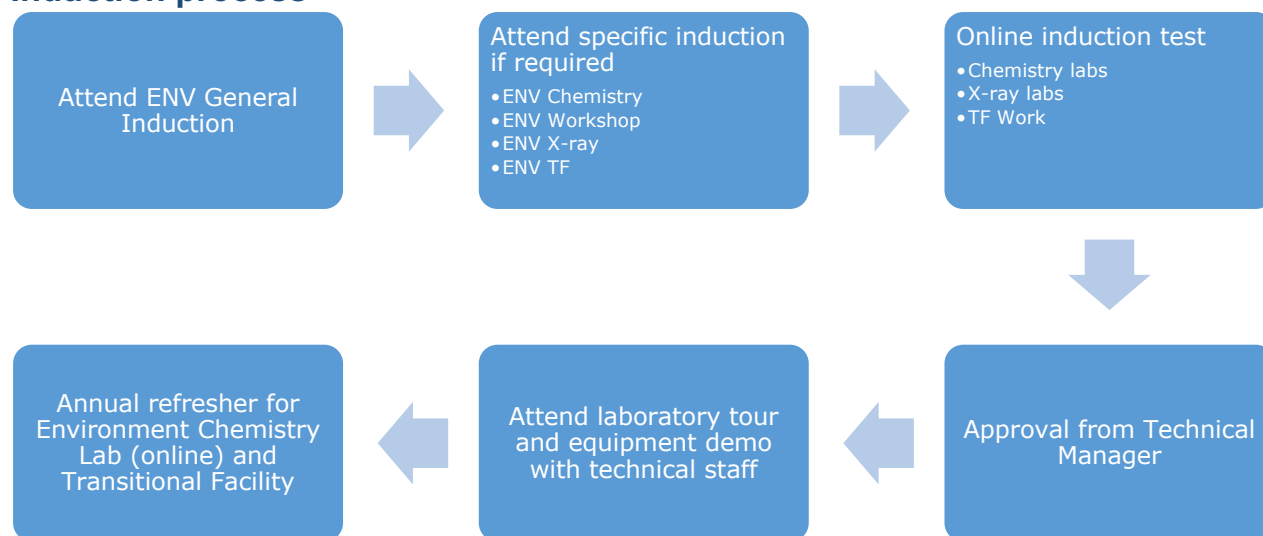 Induction process
Attend ENV General
Induction
Attend specific induction
if required
•ENV Chemistry
•ENV Workshop
•ENV X-ray
•ENV TF
Online induction test
•Chemistry labs
•X-ray labs
•TF Work
Approval from Technical
Manager
Attend laboratory tour
and equipment demo
with technical staff
Annual refresher for
Environment Chemistry
Lab (online) and
Transitional Facility